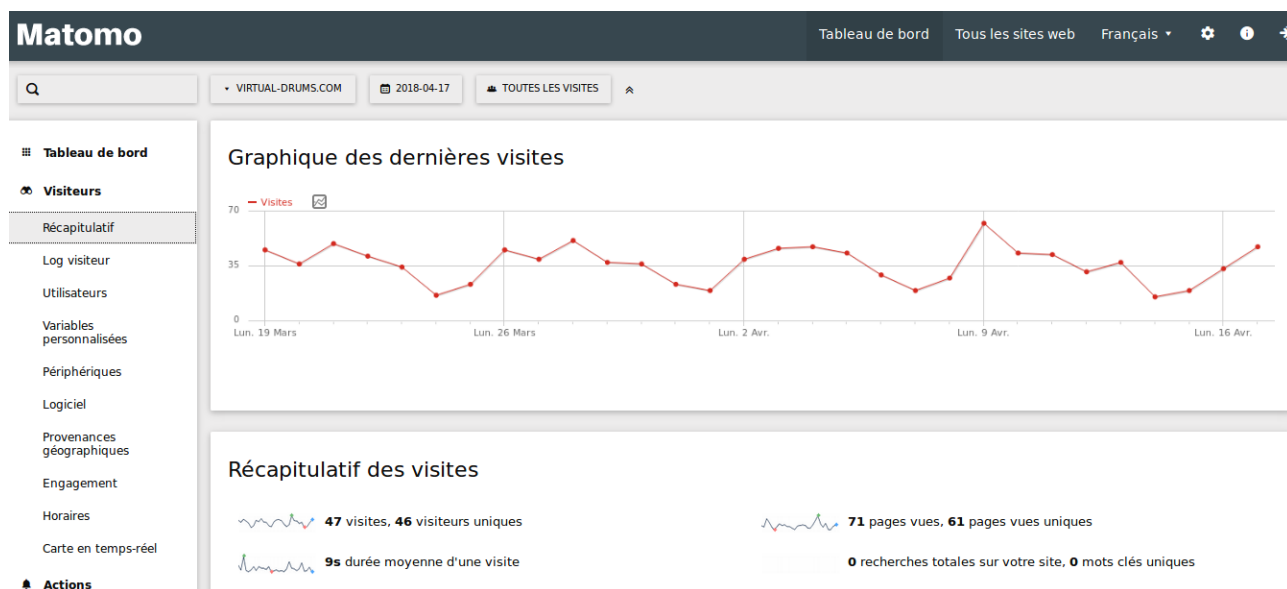 Matomo
Tableau de bord Tous les sites web Français
VIRTUAL-DRUMS.COM 2018-04-17 TOUTES LES VISITES
Tableau de bord
Visiteurs
Récapitulatif
Log visiteur
Utilisateurs
Variables
personnalisées
Périphériques
Logiciel
Provenances
géographiques
Engagement
Horaires
Carte en temps-réel
Actions
Graphique des dernières visites
Visites
70
35
0
Lun. 19 Mars Lun. 26 Mars Lun. 2 Avr. Lun. 9 Avr. Lun. 16 Avr.
Récapitulatif des visites
47 visites, 46 visiteurs uniques
71 pages vues, 61 pages vues uniques
9s durée moyenne d'une visite
0 recherches totales sur votre site, 0 mots clés uniques